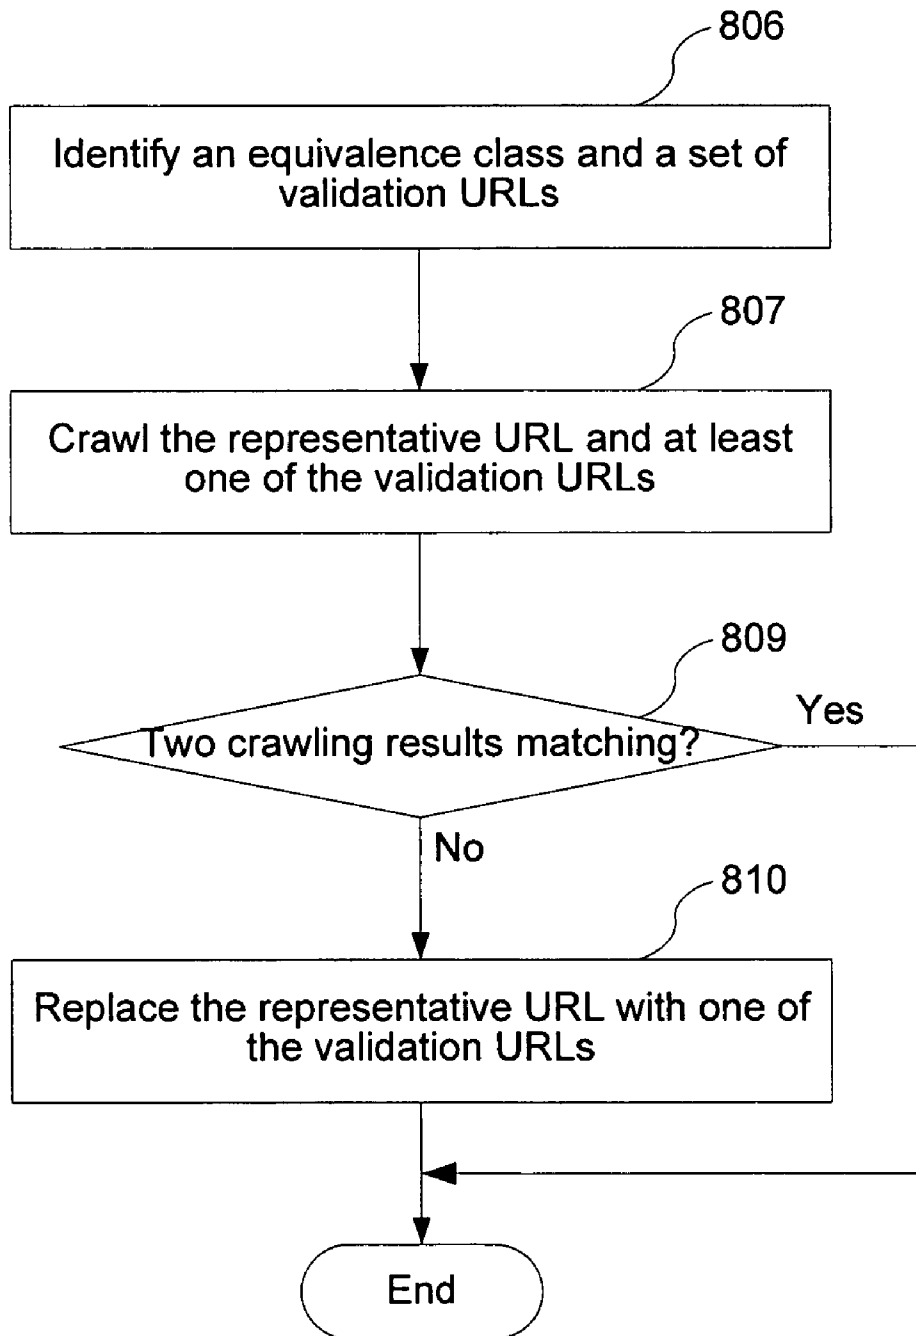 806
Identify an equivalence class and a set of
validation URLs
807
Crawl the representative URL and at least
one of the validation URLs
809
Two crawling results matching?
Yes
No
810
Replace the representative URL with one of
the validation URLs
End